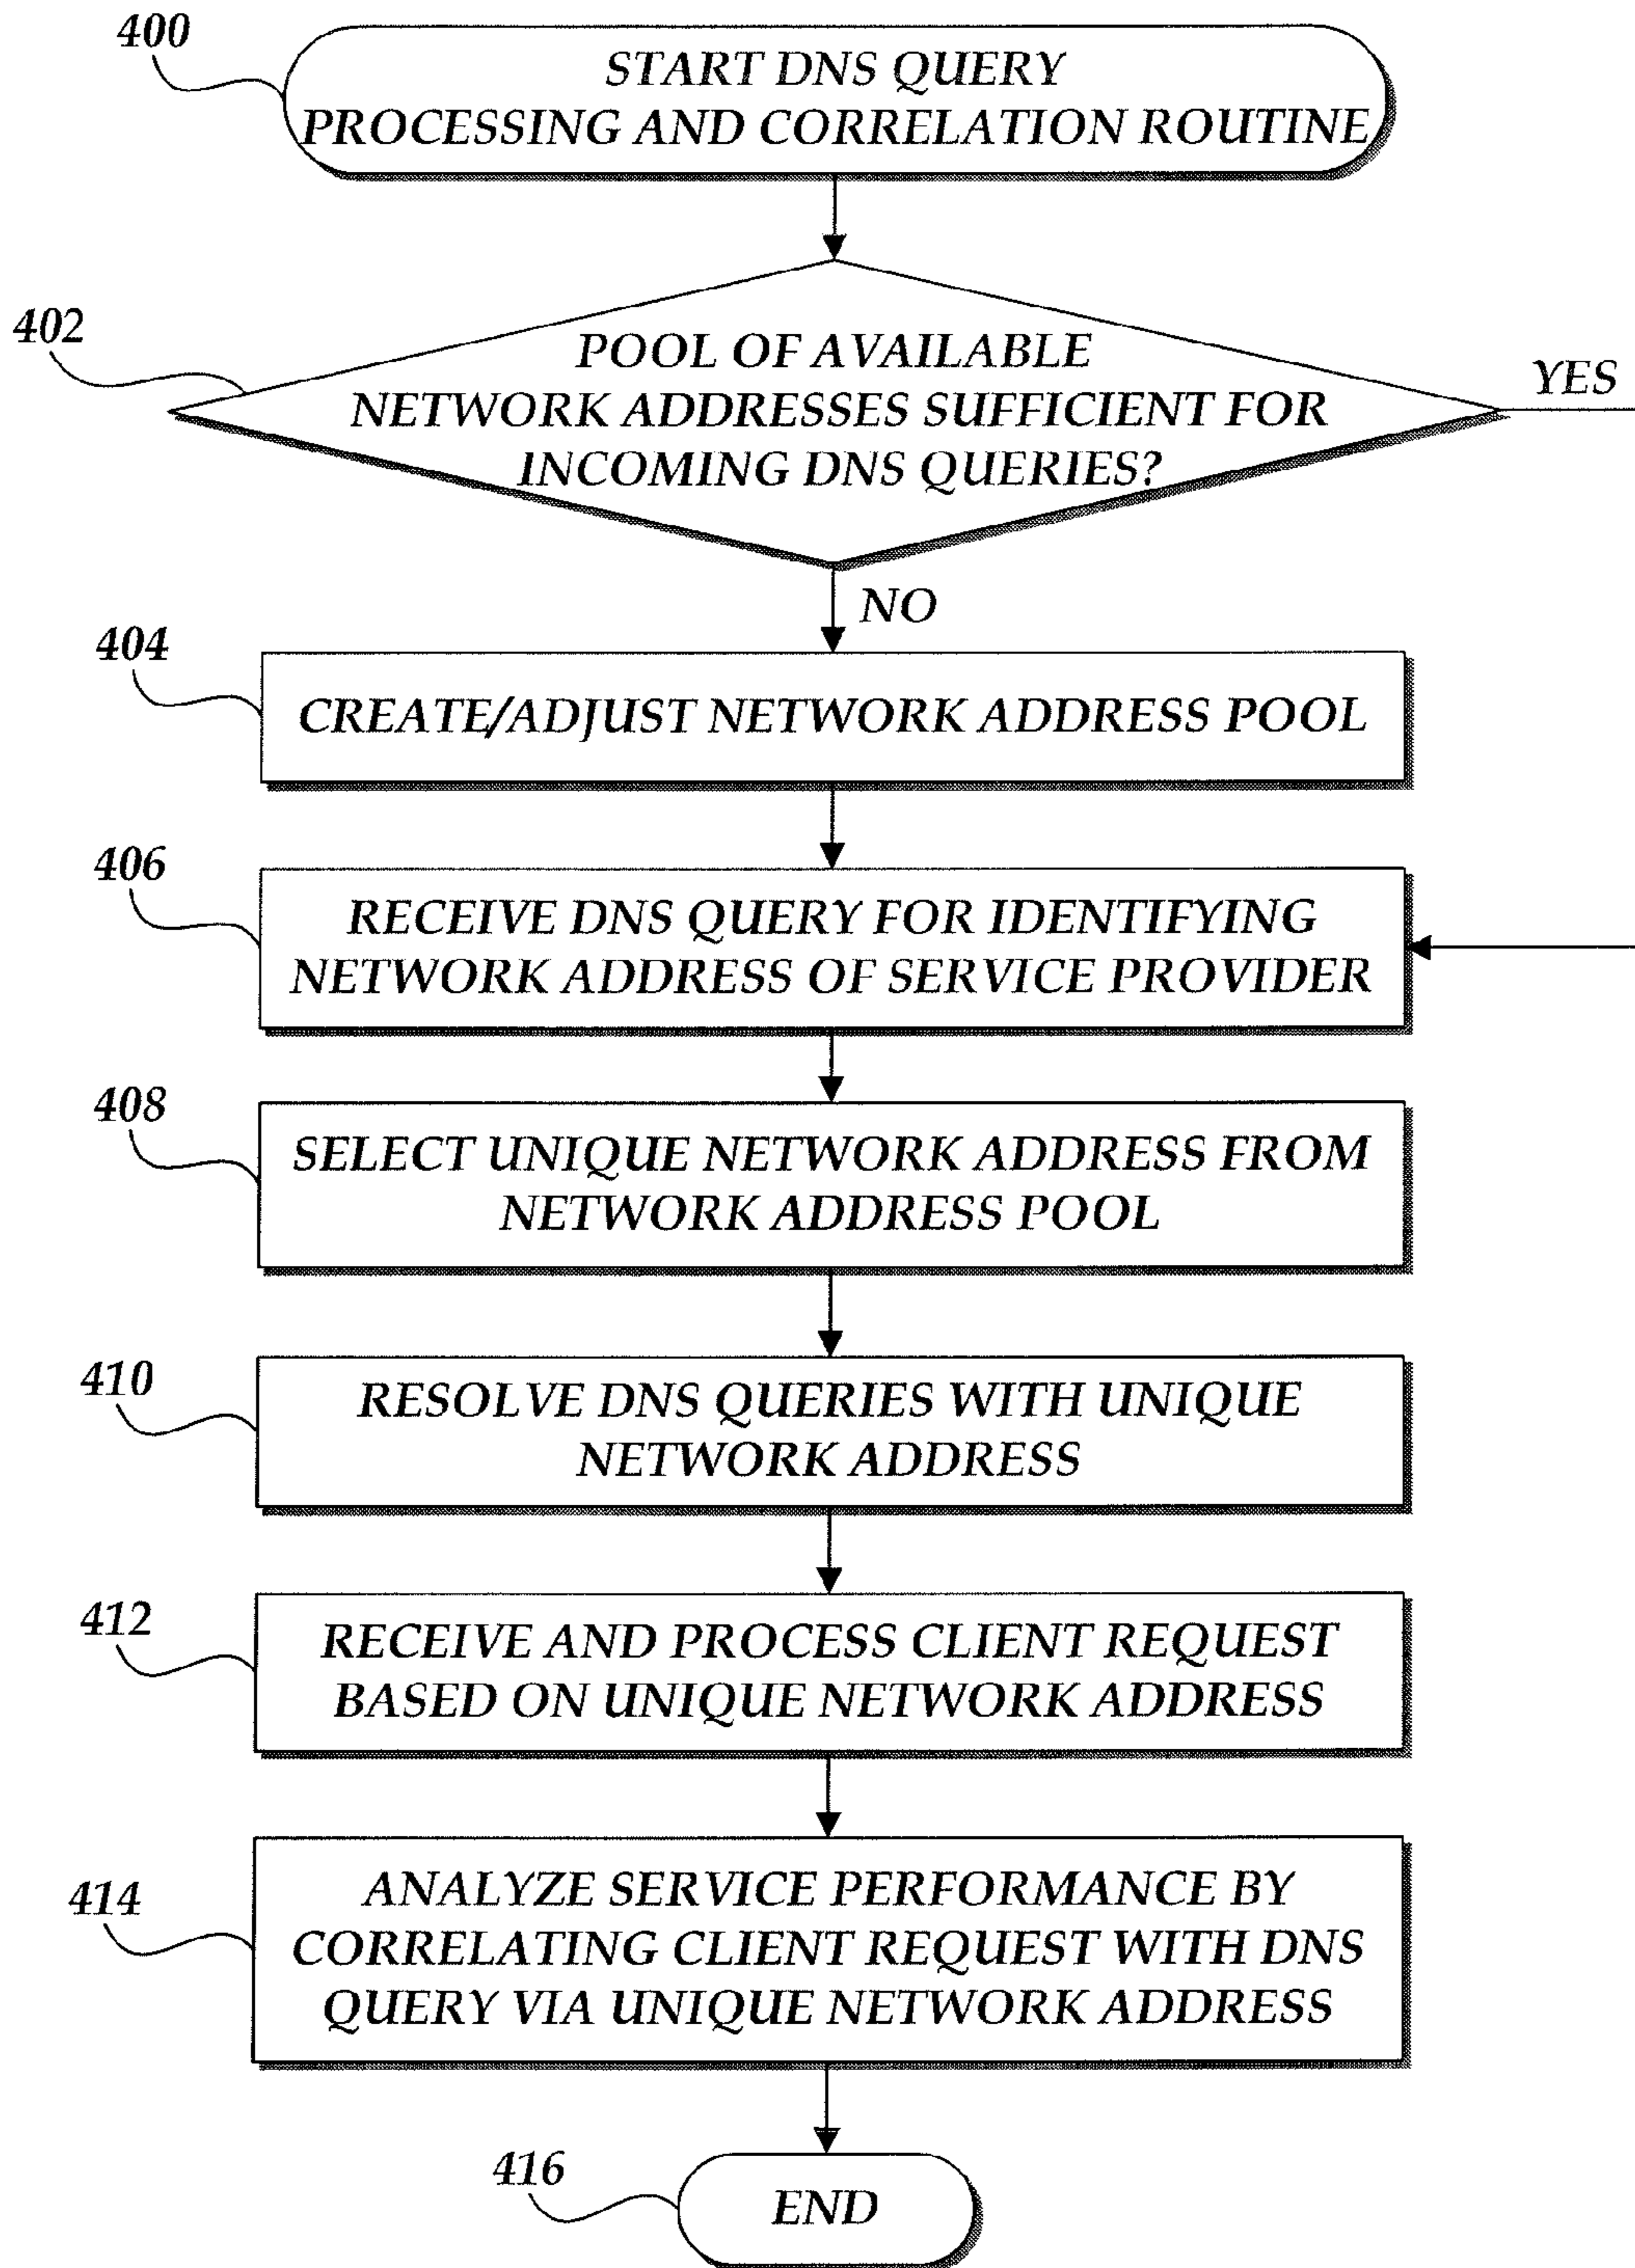 400
START DNS QUERY
PROCESSING AND CORRELATION ROUTINE
402
POOL OF AVAILABLE
NETWORK ADDRESSES SUFFICIENT FOR
INCOMING DNS QUERIES?
YES
NO
404
CREATE/ADJUST NETWORK ADDRESS POOL
406
RECEIVE DNS QUERY FOR IDENTIFYING
NETWORK ADDRESS OF SERVICE PROVIDER
408
SELECT UNIQUE NETWORK ADDRESS FROM
NETWORK ADDRESS POOL
410
RESOLVE DNS QUERIES WITH UNIQUE
NETWORK ADDRESS
412
RECEIVE AND PROCESS CLIENT REQUEST
BASED ON UNIQUE NETWORK ADDRESS
414
ANALYZE SERVICE PERFORMANCE BY
CORRELATING CLIENT REQUEST WITH DNS
QUERY VIA UNIQUE NETWORK ADDRESS
416
END